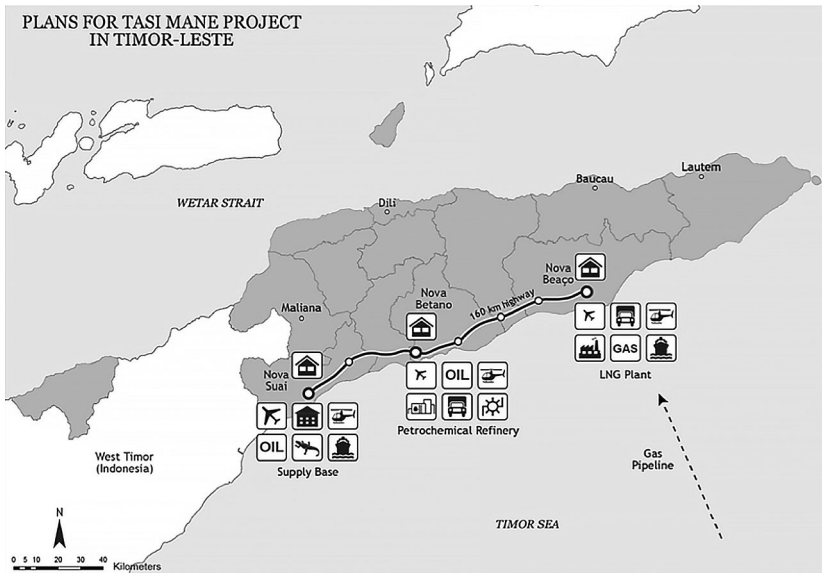 PLANS FOR TASI MANE PROJECT
IN TIMOR-LESTE
WETAR STRAIT
Dili
Baucau
Lautem
Maliana
Nova
Betano
Nova
Beaço
160 km highway
Nova
Suai
GAS
LNG Plant
OIL
Petrochemical Refinery
OIL
Supply Base
West Timor
(Indonesia)
Gas
Pipeline
TIMOR SEA
N
0 5 10 20 30 40
Kilometers